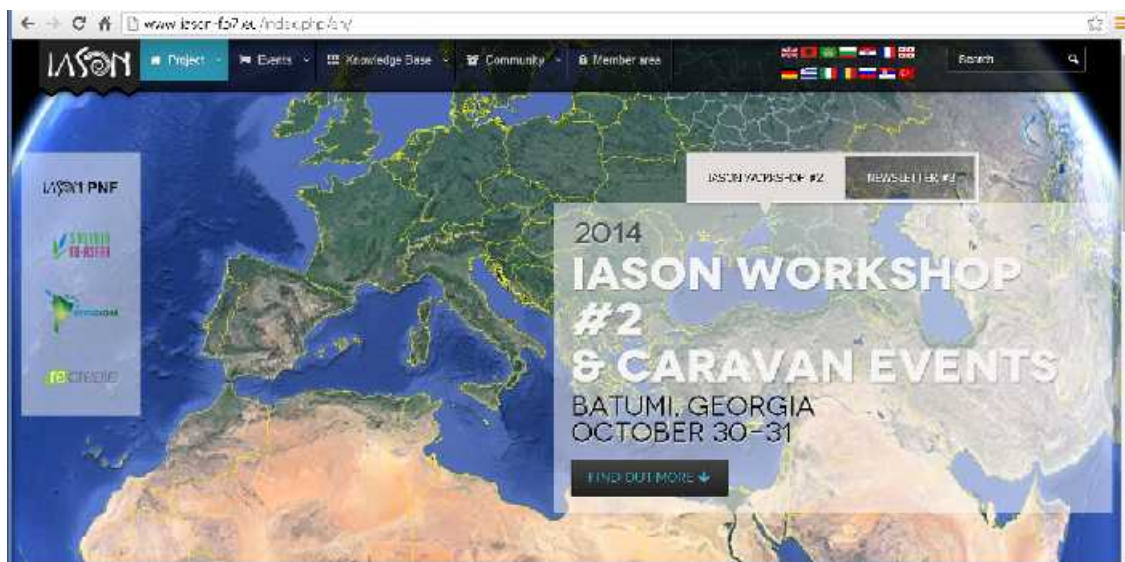 www.iason-fp7.eu/index.php/en/
IASON
Project
Events
Knowledge Base
Community
Member area
Search
IASON PNF
IASON WORKSHOP #2
NEWSLETTER #3
2014
IASON WORKSHOP
#2
& CARAVAN EVENTS
BATUMI, GEORGIA
OCTOBER 30-31
FIND OUT MORE